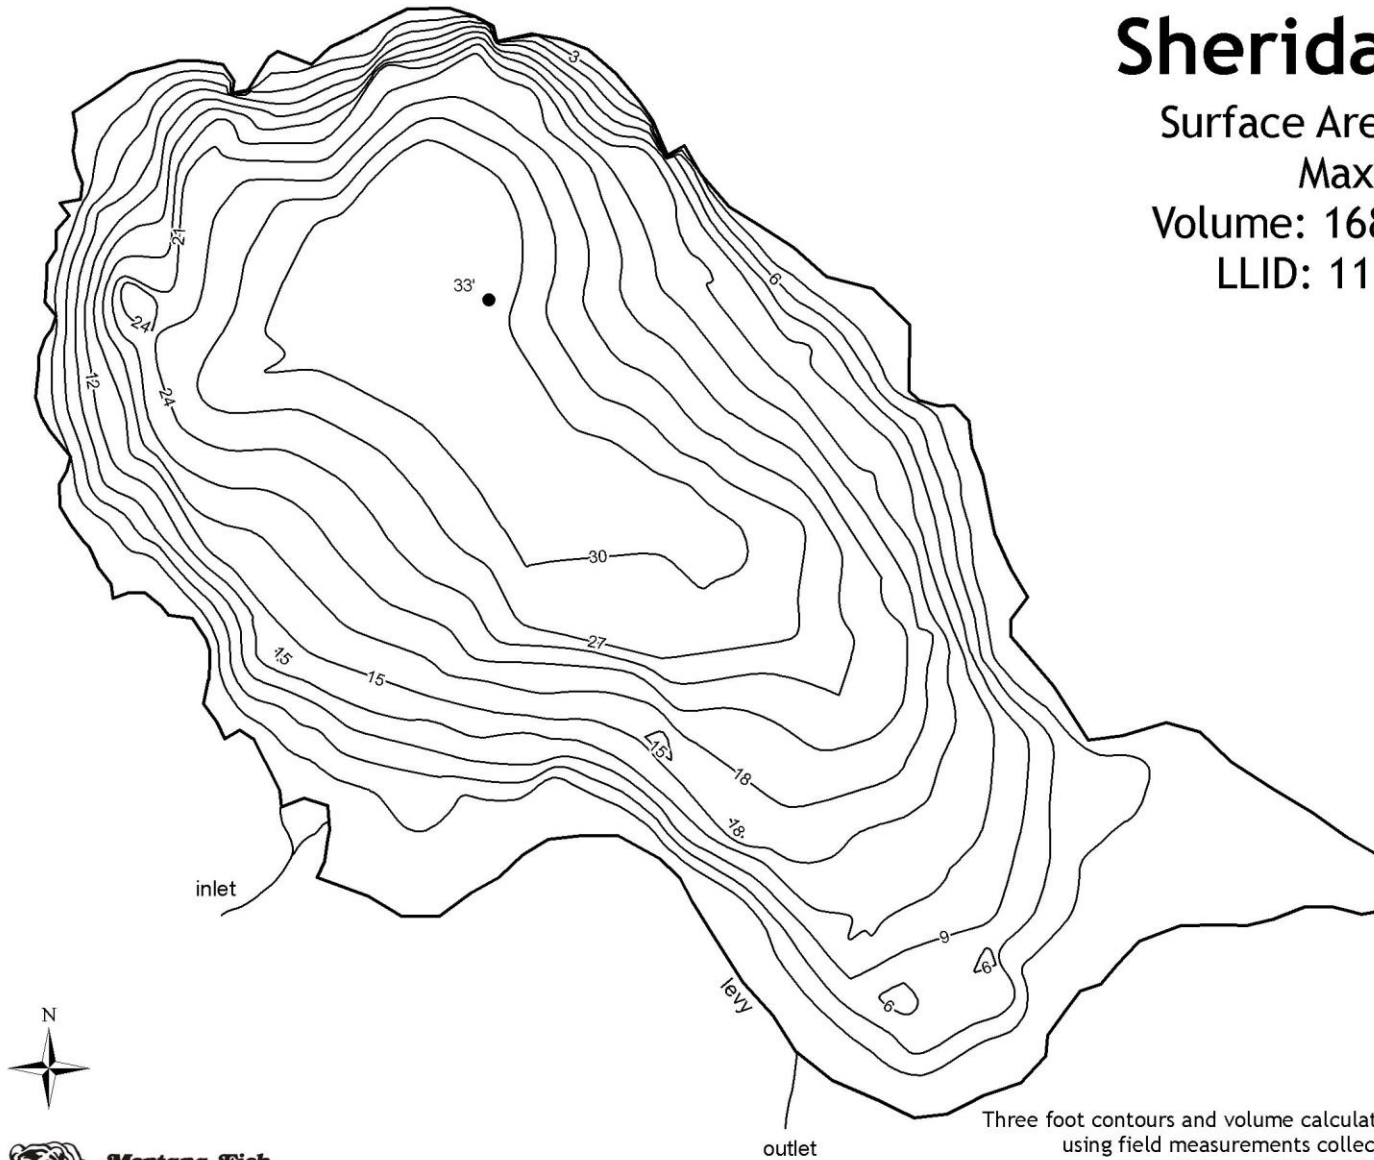 Sherida
Surface Are
Max
Volume: 168
LLID: 11
3
6
21
33'
24
12
24
30
27
15
15
15
18
18
9
6
6
inlet
levy
N
outlet
Three foot contours and volume calculat
using field measurements collec
Montana Fish